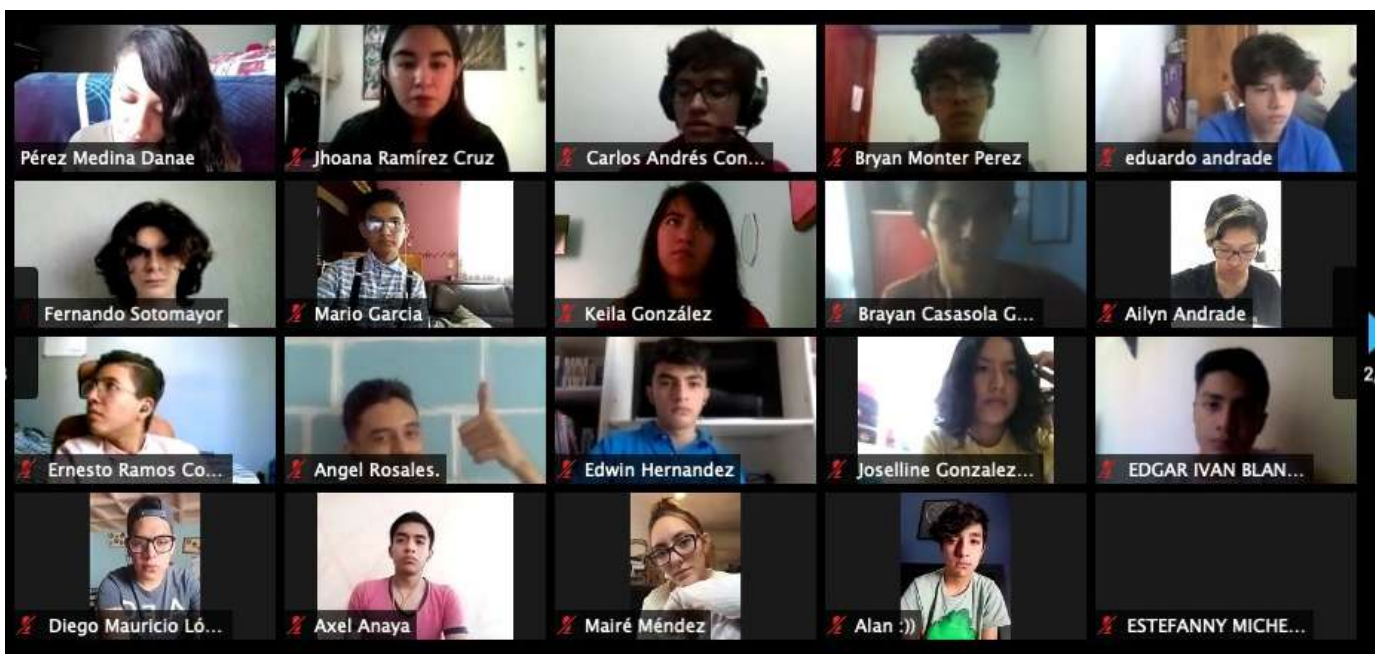 Pérez Medina Danae
Jhoana Ramírez Cruz
Carlos Andrés Con...
Bryan Monter Perez
eduardo andrade
Fernando Sotomayor
Mario Garcia
Keila González
Brayan Casasola G...
Ailyn Andrade
Ernesto Ramos Co...
Angel Rosales.
Edwin Hernandez
Joselline Gonzalez...
EDGAR IVAN BLAN...
Diego Mauricio Ló...
Axel Anaya
Mairé Méndez
Alan :))
ESTEFANNY MICHE...